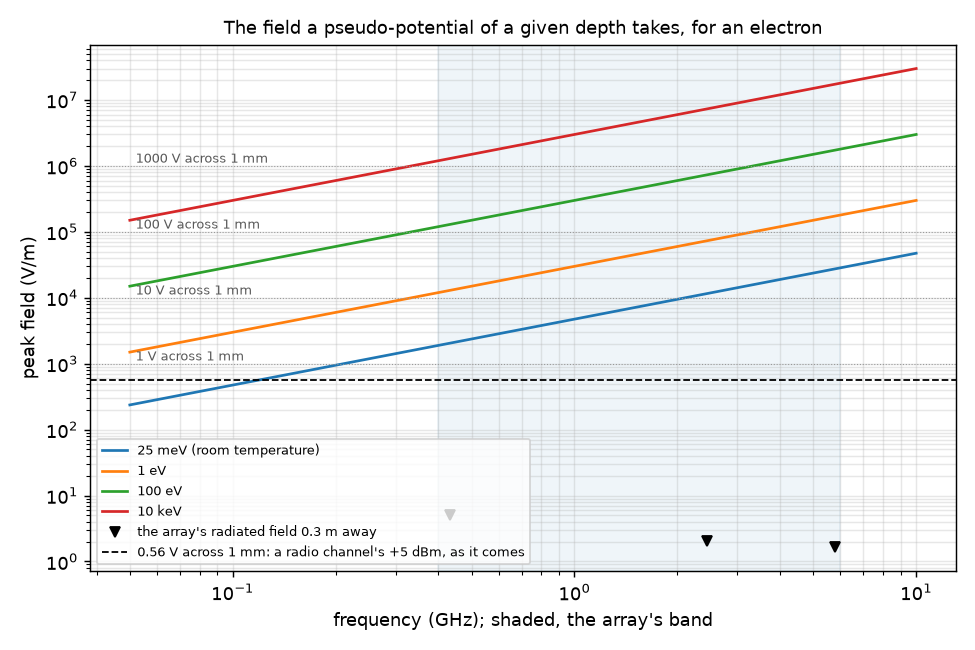 The field a pseudo-potential of a given depth takes, for an electron
peak field (V/m)
10⁷
10⁶
10⁵
10⁴
10³
10²
10¹
10⁰
1000 V across 1 mm
100 V across 1 mm
10 V across 1 mm
1 V across 1 mm
25 meV (room temperature)
1 eV
100 eV
10 keV
the array's radiated field 0.3 m away
0.56 V across 1 mm: a radio channel's +5 dBm, as it comes
10⁻¹ 10⁰ 10¹
frequency (GHz); shaded, the array's band